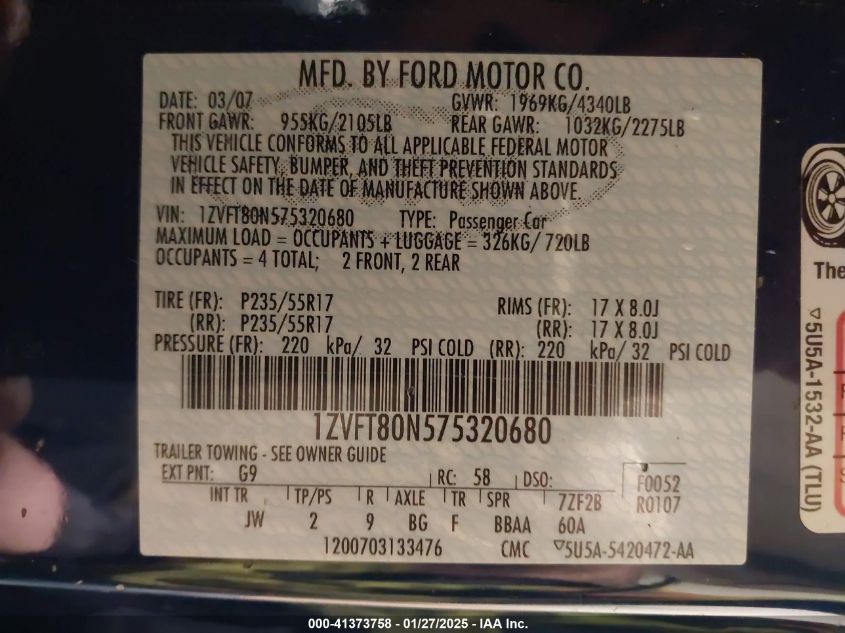 MFD. BY FORD MOTOR CO.
DATE: 03/07 GVWR: 1969KG/4340LB
FRONT GAWR: 955KG/2105LB REAR GAWR: 1032KG/2275LB
THIS VEHICLE CONFORMS TO ALL APPLICABLE FEDERAL MOTOR
VEHICLE SAFETY, BUMPER, AND THEFT PREVENTION STANDARDS
IN EFFECT ON THE DATE OF MANUFACTURE SHOWN ABOVE.
VIN: 1ZVFT80N575320680 TYPE: Passenger Car
MAXIMUM LOAD = OCCUPANTS + LUGGAGE = 326KG/ 720LB
OCCUPANTS = 4 TOTAL; 2 FRONT, 2 REAR
TIRE (FR): P235/55R17 RIMS (FR): 17 X 8.0J
(RR): P235/55R17 (RR): 17 X 8.0J
PRESSURE (FR): 220 kPa/ 32 PSI COLD (RR): 220 kPa/ 32 PSI COLD
1ZVFT80N575320680
TRAILER TOWING - SEE OWNER GUIDE
EXT PNT: G9 RC: 58 DSO: F0052
INT TR TP/PS R AXLE TR SPR 7ZF2B R0107
JW 2 9 BG F BBAA 60A
1200703133476 CMC ▽5U5A-5420472-AA
The
▽5U5A-1532-AA (TLU)
000-41373758 - 01/27/2025 - IAA Inc.